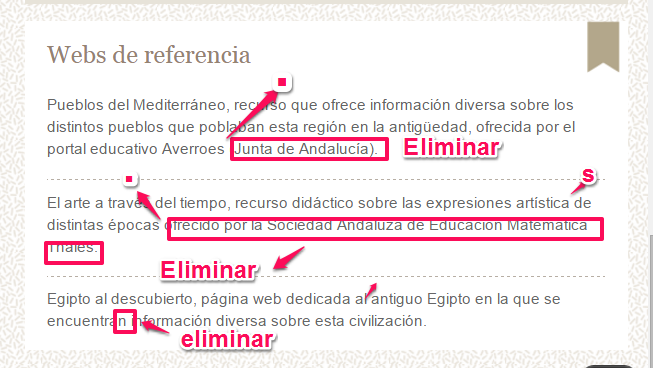 Webs de referencia
Pueblos del Mediterráneo, recurso que ofrece información diversa sobre los
distintos pueblos que poblaban esta región en la antigüedad, ofrecida por el
portal educativo Averroes (Junta de Andalucía). Eliminar
s
El arte a través del tiempo, recurso didáctico sobre las expresiones artística de
distintas épocas ofrecido por la Sociedad Andaluza de Educación Matemática
Thales.
Eliminar
Egipto al descubierto, página web dedicada al antiguo Egipto en la que se
encuentran información diversa sobre esta civilización.
eliminar